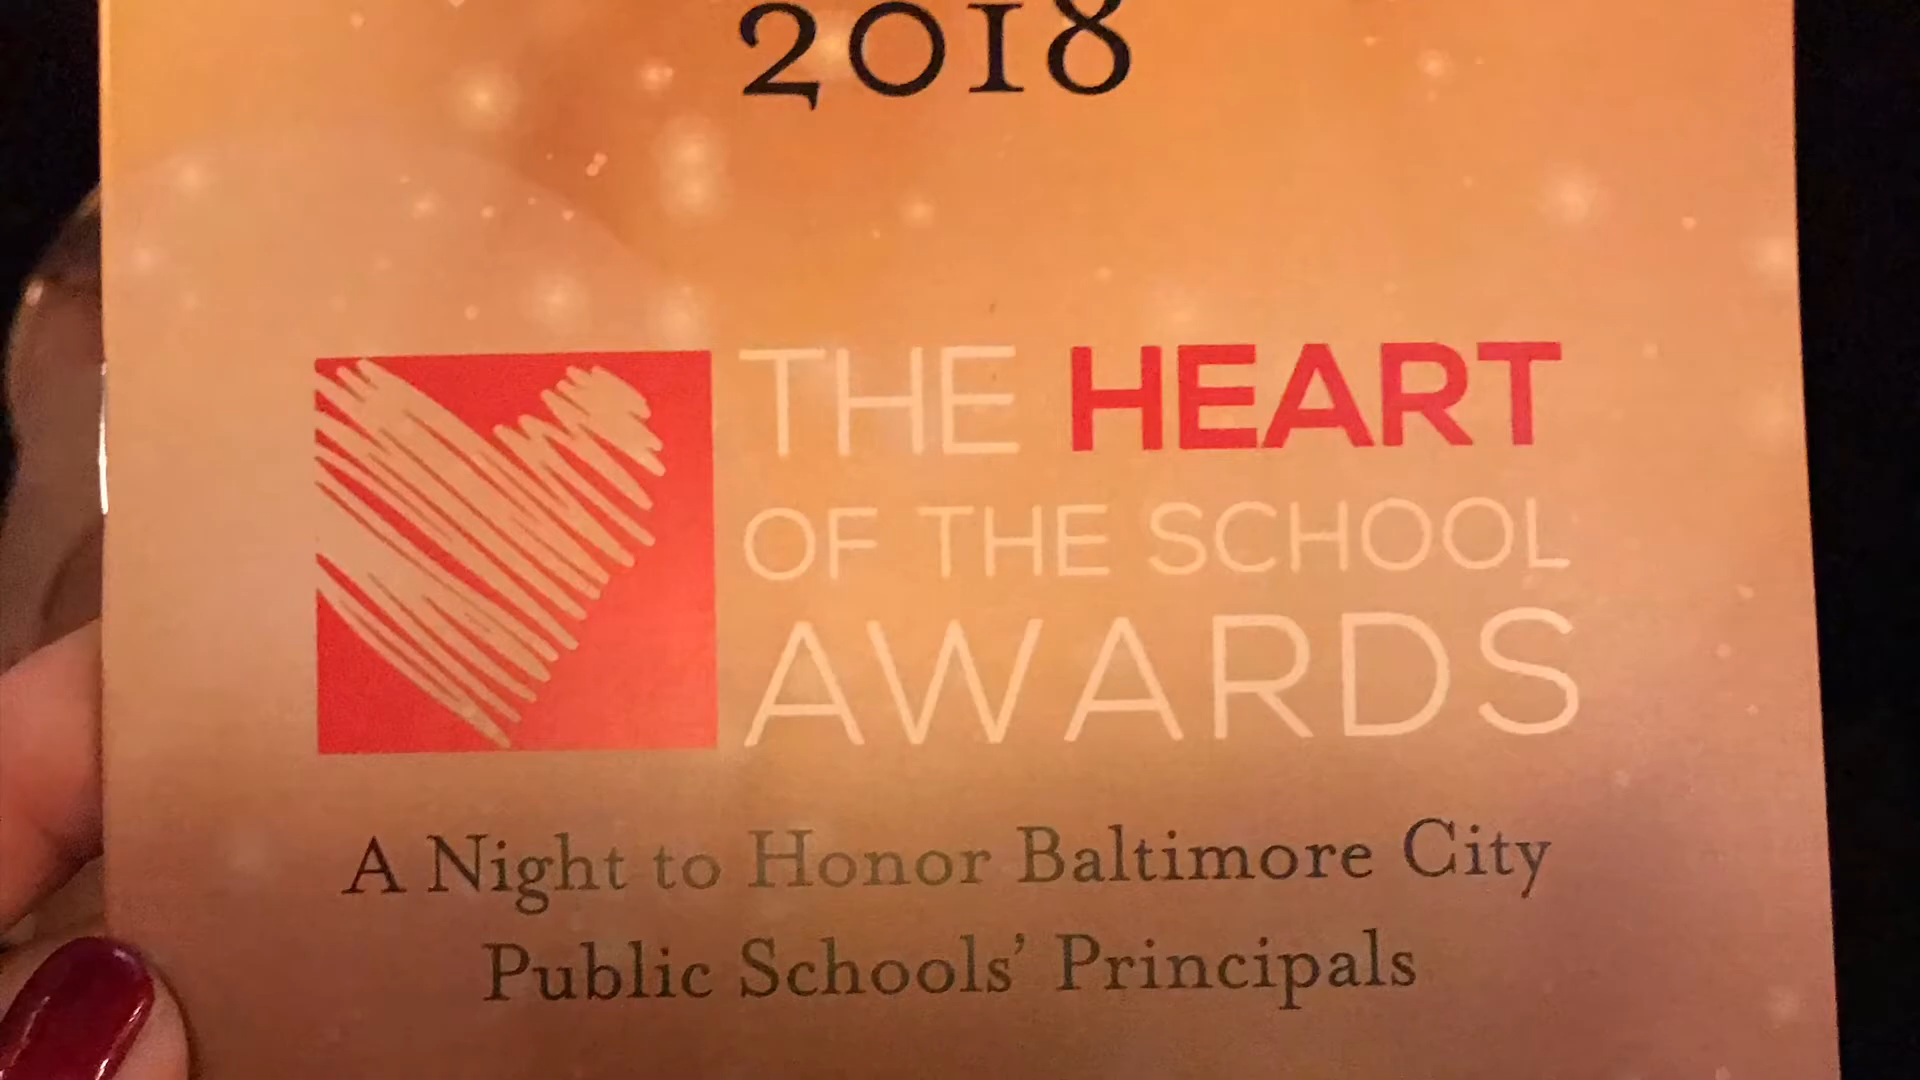 2018
THE HEART
OF THE SCHOOL
AWARDS
A Night to Honor Baltimore City
Public Schools’ Principals